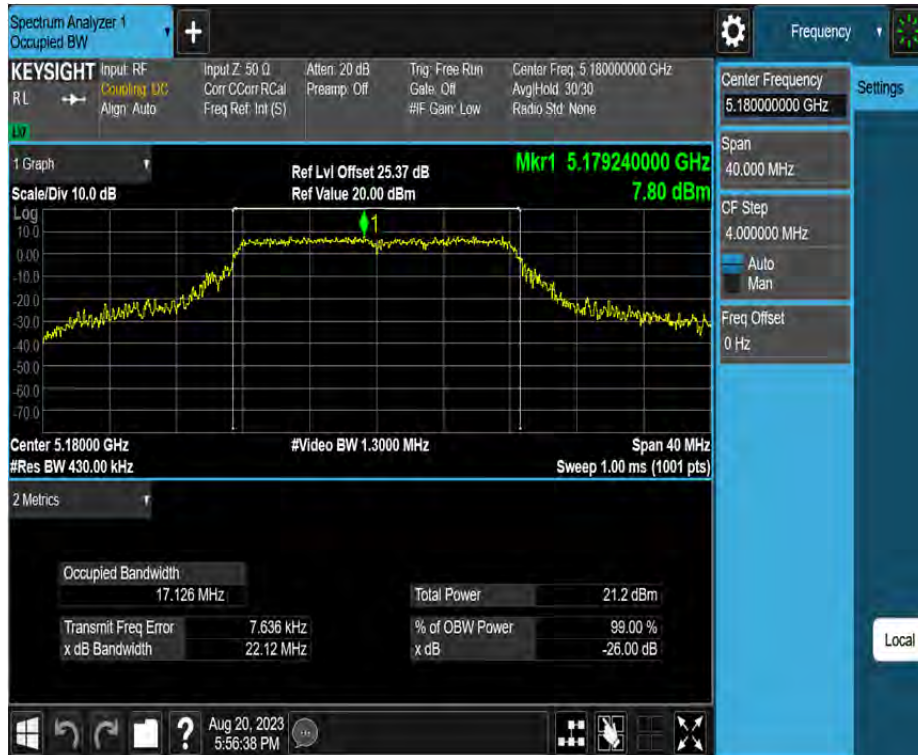 Spectrum Analyzer 1
Occupied BW
+
Frequency
KEYSIGHT
RL
Input: RF
Coupling: DC
Align: Auto
Input Z: 50 Ω
Corr CCorr RCal
Freq Ref: Int (S)
Atten: 20 dB
Preamp: Off
Trig: Free Run
Gate: Off
#IF Gain: Low
Center Freq: 5.180000000 GHz
Avg|Hold: 30/30
Radio Std: None
1 Graph
Scale/Div 10.0 dB
Ref Lvl Offset 25.37 dB
Ref Value 20.00 dBm
Mkr1 5.179240000 GHz
7.80 dBm
Log
10.0
0.00
-10.0
-20.0
-30.0
-40.0
-50.0
-60.0
-70.0
1
Center 5.18000 GHz
#Video BW 1.3000 MHz
Span 40 MHz
#Res BW 430.00 kHz
Sweep 1.00 ms (1001 pts)
2 Metrics
Occupied Bandwidth
17.126 MHz
Total Power 21.2 dBm
Transmit Freq Error 7.636 kHz
% of OBW Power 99.00 %
x dB Bandwidth 22.12 MHz
x dB -26.00 dB
Aug 20, 2023
5:56:38 PM
?
Center Frequency
5.180000000 GHz
Settings
Span
40.000 MHz
CF Step
4.000000 MHz
Auto
Man
Freq Offset
0 Hz
Local